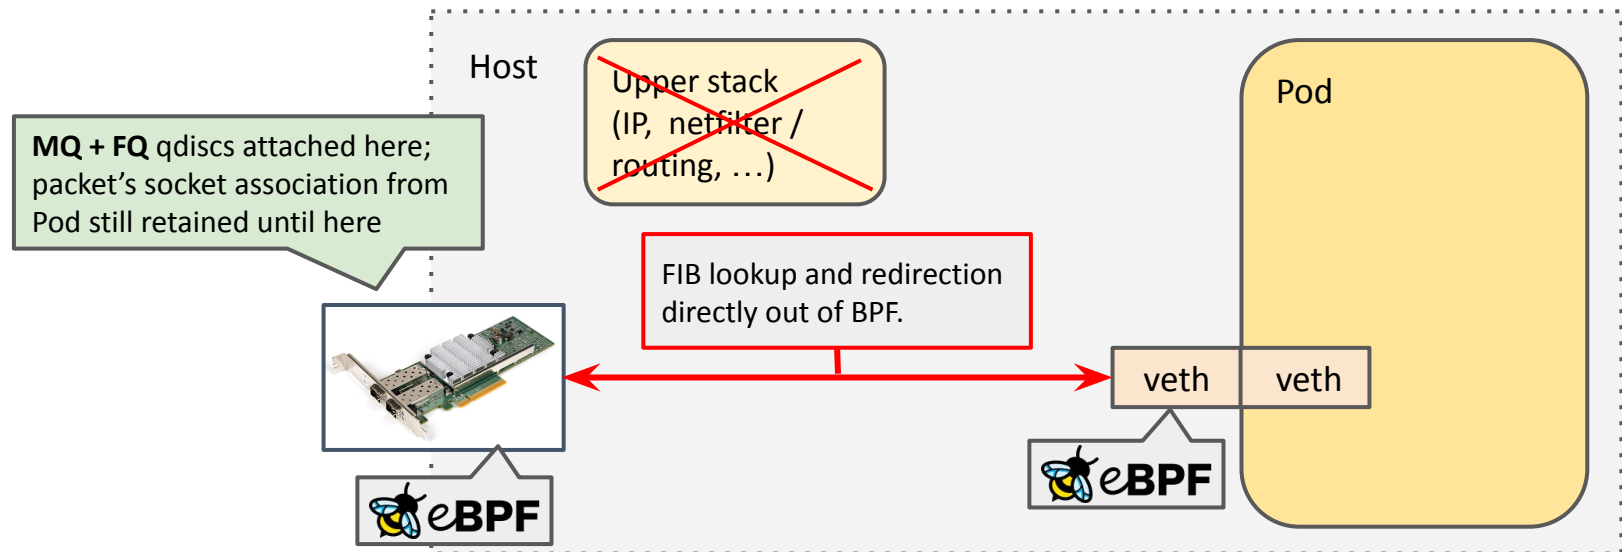 Host
Upper stack
(IP, netfilter /
routing, …)
Pod
MQ + FQ qdiscs attached here;
packet's socket association from
Pod still retained until here
FIB lookup and redirection
directly out of BPF.
veth
veth
eBPF
eBPF